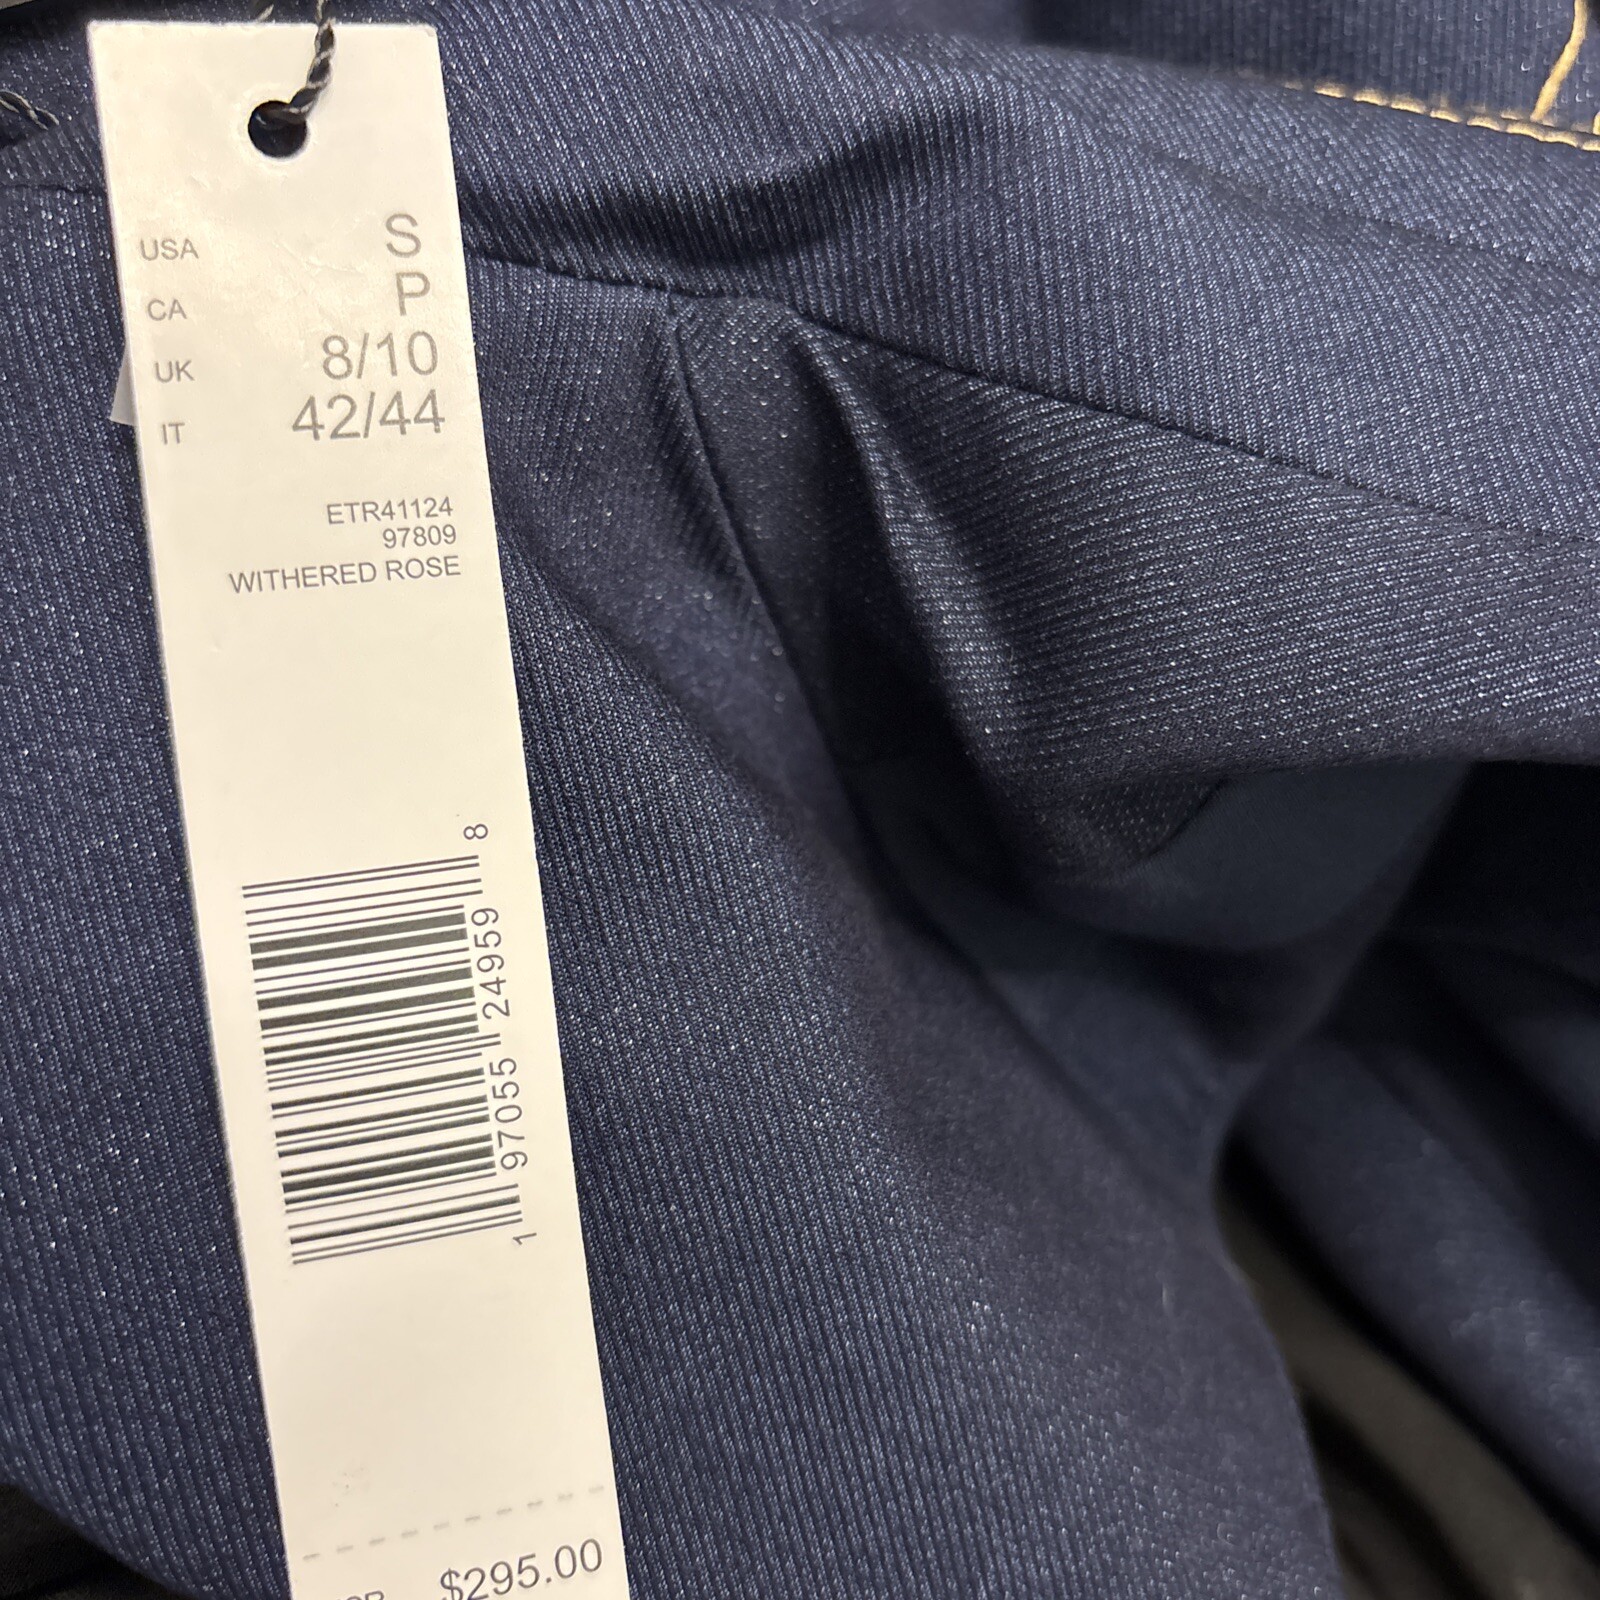 USA S
CA P
UK 8/10
IT 42/44
ETR41124
97809
WITHERED ROSE
1 97055 24959 8
$295.00